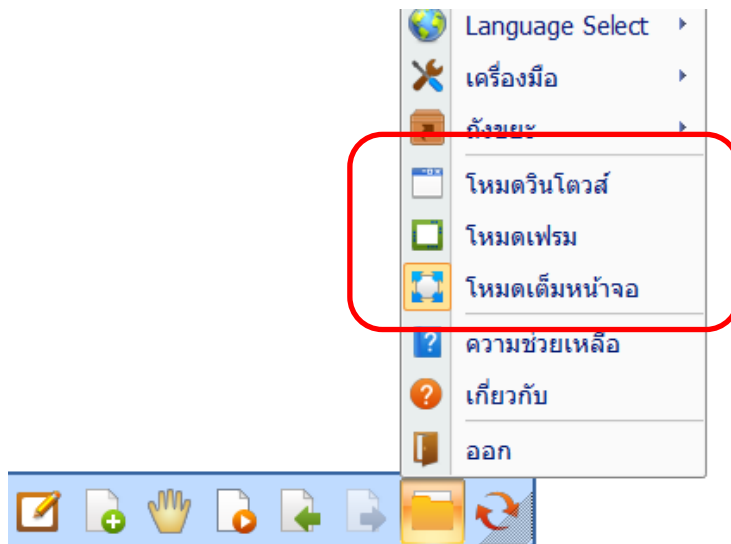 Language Select
เครื่องมือ
ถังขยะ
โหมดวินโดวส์
โหมดเฟรม
โหมดเต็มหน้าจอ
ความช่วยเหลือ
เกี่ยวกับ
ออก